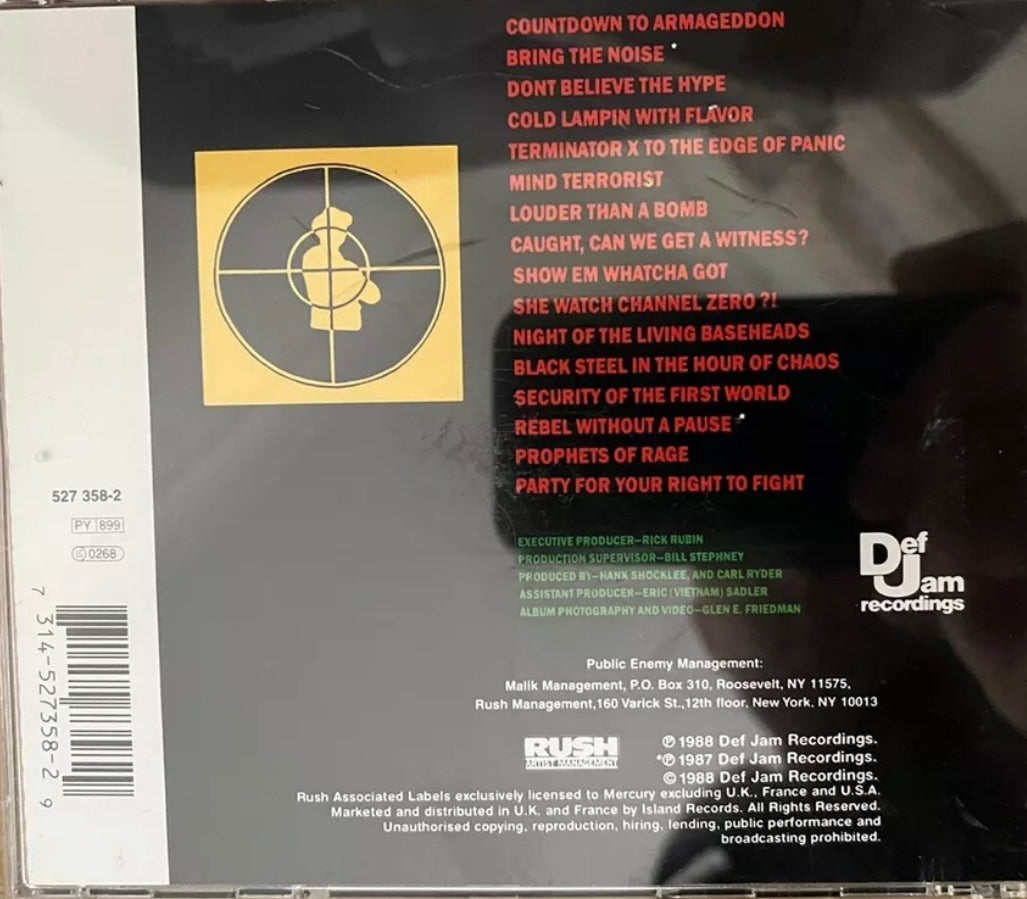 COUNTDOWN TO ARMAGEDDON
BRING THE NOISE *
DONT BELIEVE THE HYPE
COLD LAMPIN WITH FLAVOR
TERMINATOR X TO THE EDGE OF PANIC
MIND TERRORIST
LOUDER THAN A BOMB
CAUGHT, CAN WE GET A WITNESS?
SHOW EM WHATCHA GOT
SHE WATCH CHANNEL ZERO?!
NIGHT OF THE LIVING BASEHEADS
BLACK STEEL IN THE HOUR OF CHAOS
SECURITY OF THE FIRST WORLD
REBEL WITHOUT A PAUSE *
PROPHETS OF RAGE
PARTY FOR YOUR RIGHT TO FIGHT
527 358-2
PY 899
LC 0268
7 314-527358-2 9
EXECUTIVE PRODUCER—RICK RUBIN
PRODUCTION SUPERVISOR—BILL STEPHNEY
PRODUCED BY—HANK SHOCKLEE, AND CARL RYDER
ASSISTANT PRODUCER—ERIC (VIETNAM) SADLER
ALBUM PHOTOGRAPHY AND VIDEO—GLEN E. FRIEDMAN
Def
Jam
recordings
Public Enemy Management:
Malik Management, P.O. Box 310, Roosevelt, NY 11575,
Rush Management,160 Varick St.,12th floor, New York, NY 10013
RUSH
ARTIST MANAGEMENT
℗ 1988 Def Jam Recordings.
*℗ 1987 Def Jam Recordings.
© 1988 Def Jam Recordings.
Rush Associated Labels exclusively licensed to Mercury excluding U.K., France and U.S.A.
Marketed and distributed in U.K. and France by Island Records. All Rights Reserved.
Unauthorised copying, reproduction, hiring, lending, public performance and
broadcasting prohibited.